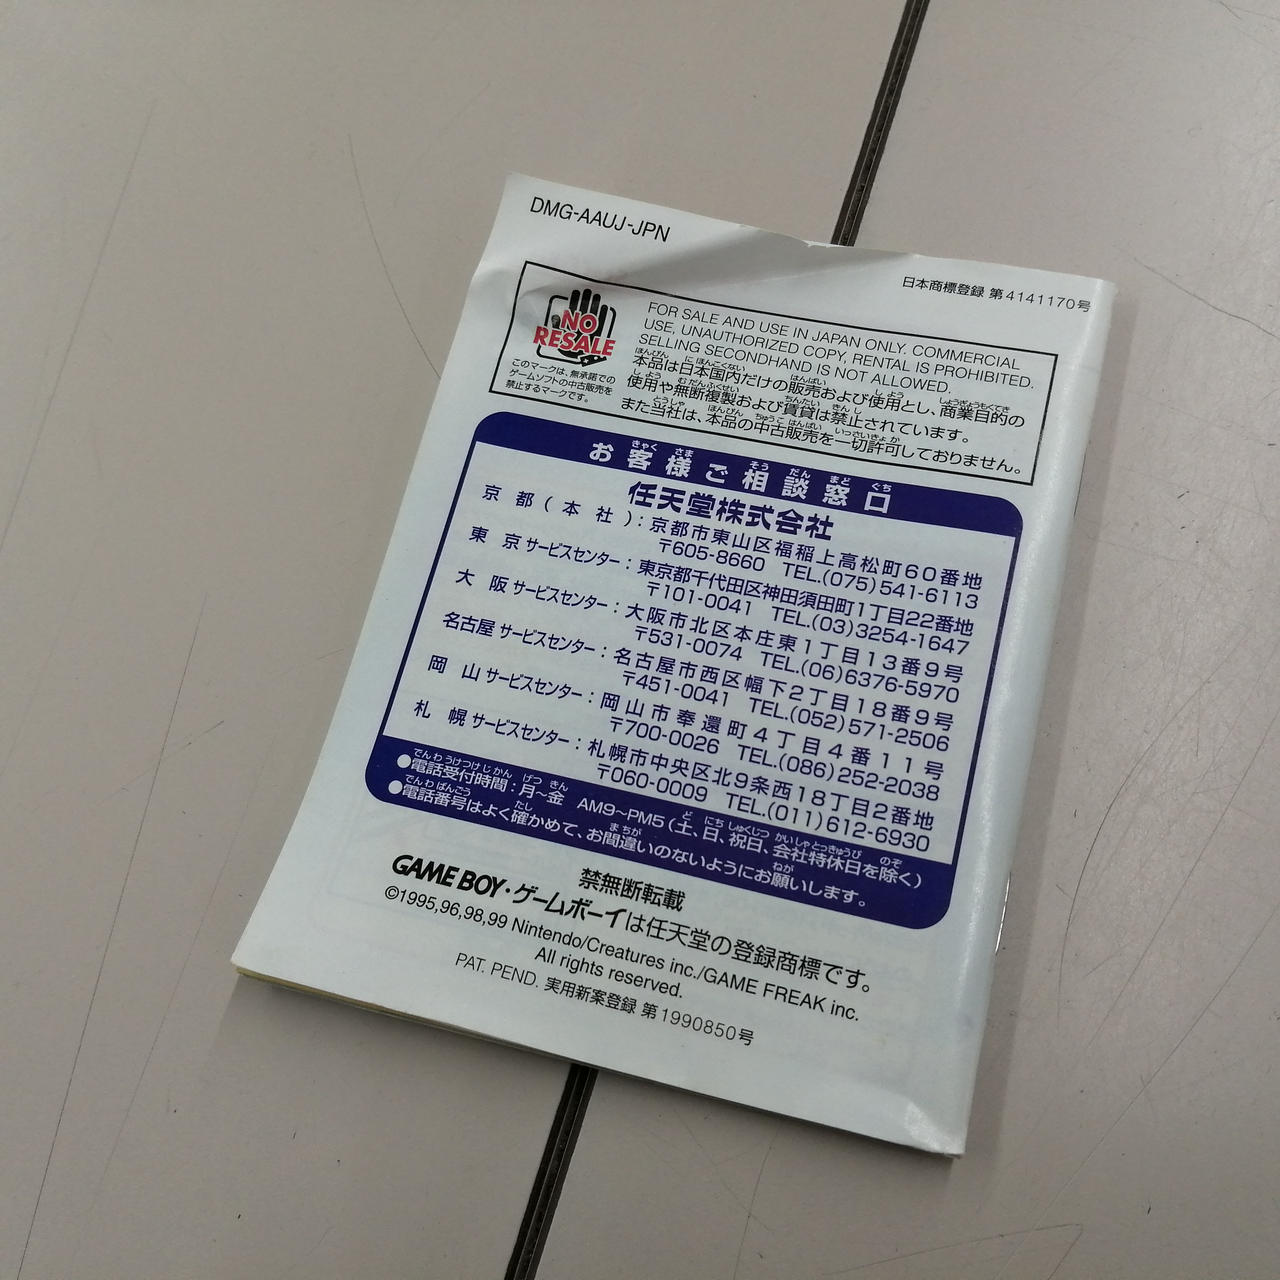 DMG-AAUJ-JPN
日本商標登録 第4141170号
NO
RESALE
このマークは、無承諾での
ゲームソフトの中古販売を
禁止するマークです。
FOR SALE AND USE IN JAPAN ONLY. COMMERCIAL
USE, UNAUTHORIZED COPY, RENTAL IS PROHIBITED.
SELLING SECONDHAND IS NOT ALLOWED.
本品は日本国内だけの販売および使用とし、商業目的の
使用や無断複製および賃貸は禁止されています。
また当社は、本品の中古販売を一切許可しておりません。
お客様ご相談窓口
任天堂株式会社
京都(本社):京都市東山区福稲上高松町60番地
〒605-8660 TEL.(075)541-6113
東京サービスセンター:東京都千代田区神田須田町1丁目22番地
〒101-0041 TEL.(03)3254-1647
大阪サービスセンター:大阪市北区本庄東1丁目13番9号
〒531-0074 TEL.(06)6376-5970
名古屋サービスセンター:名古屋市西区幅下2丁目18番9号
〒451-0041 TEL.(052)571-2506
岡山サービスセンター:岡山市奉還町4丁目4番11号
〒700-0026 TEL.(086)252-2038
札幌サービスセンター:札幌市中央区北9条西18丁目2番地
〒060-0009 TEL.(011)612-6930
●電話受付時間:月~金 AM9~PM5(土、日、祝日、会社特休日を除く)
●電話番号はよく確かめて、お間違いのないようにお願いします。
禁無断転載
GAME BOY・ゲームボーイは任天堂の登録商標です。
©1995,96,98,99 Nintendo/Creatures inc./GAME FREAK inc.
All rights reserved.
PAT. PEND. 実用新案登録 第1990850号